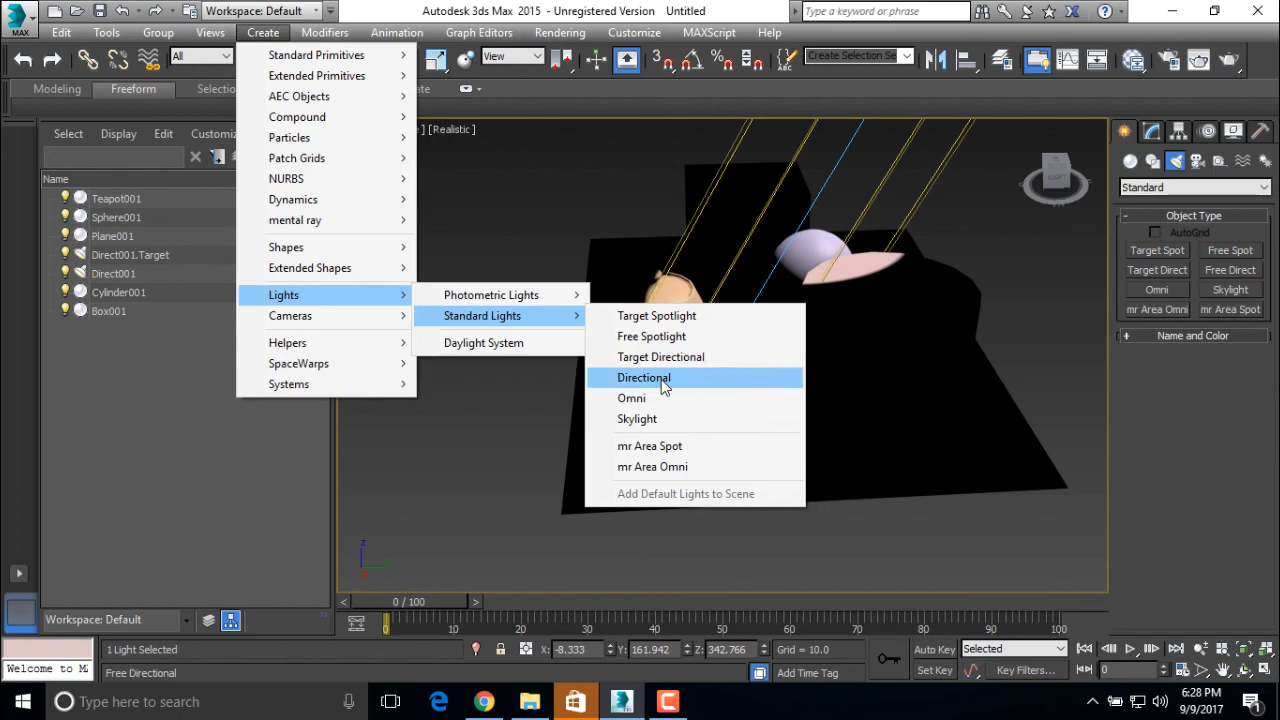 MAX
Workspace: Default
Autodesk 3ds Max 2015 - Unregistered Version
Untitled
Type a keyword or phrase
Edit
Tools
Group
Views
Create
Modifiers
Animation
Graph Editors
Rendering
Customize
MAXScript
Help
All
View
Create Selection Se
Modeling
Freeform
Selectio
ate
Select
Display
Edit
Customiz
Name
Teapot001
Sphere001
Plane001
Direct001.Target
Direct001
Cylinder001
Box001
Standard Primitives
Extended Primitives
AEC Objects
Compound
Particles
Patch Grids
NURBS
Dynamics
mental ray
Shapes
Extended Shapes
Lights
Cameras
Helpers
SpaceWarps
Systems
Photometric Lights
Standard Lights
Daylight System
Target Spotlight
Free Spotlight
Target Directional
Directional
Omni
Skylight
mr Area Spot
mr Area Omni
Add Default Lights to Scene
] [Realistic ]
z
Standard
Object Type
AutoGrid
Target Spot
Free Spot
Target Direct
Free Direct
Omni
Skylight
mr Area Omni
mr Area Spot
Name and Color
Workspace: Default
0 / 100
0 10 20 30 40 50 60 70 80 90 100
Welcome to M
1 Light Selected
Free Directional
X: -8.333
Y: 161.942
Z: 342.766
Grid = 10.0
Add Time Tag
Auto Key
Selected
Set Key
Key Filters...
0
Type here to search
6:28 PM
9/9/2017